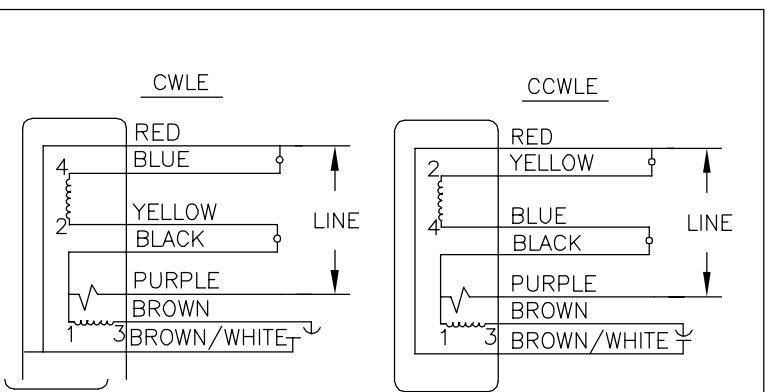 CWLE
RED
BLUE
4
YELLOW
2
BLACK
LINE
PURPLE
BROWN
1 3
BROWN/WHITE
CCWLE
RED
YELLOW
2
BLUE
4
BLACK
LINE
PURPLE
BROWN
1 3
BROWN/WHITE